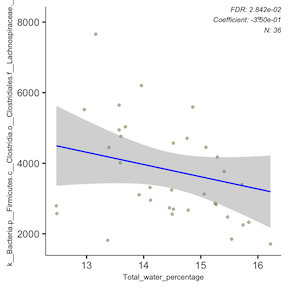 FDR: 2.842e-02
N: 36
k__Bacteria.p__Firmicutes.c__Clostridia.o__Clostridiales.f__Lachnospiraceae.
8000
6000
4000
2000
13
14
15
16
Total_water_percentage